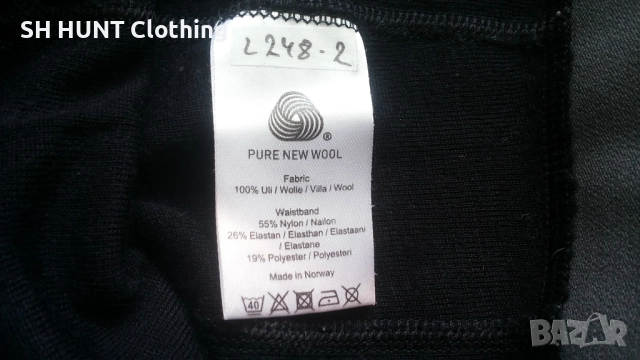 SH HUNT Clothing
L248-2
®
PURE NEW WOOL
Fabric
100% Ull / Wolle / Villa / Wool
Waistband
55% Nylon / Nailon
26% Elastan / Elasthan / Elastaani
/ Elastane
19% Polyester / Polyesteri
Made in Norway
40
BAZAR